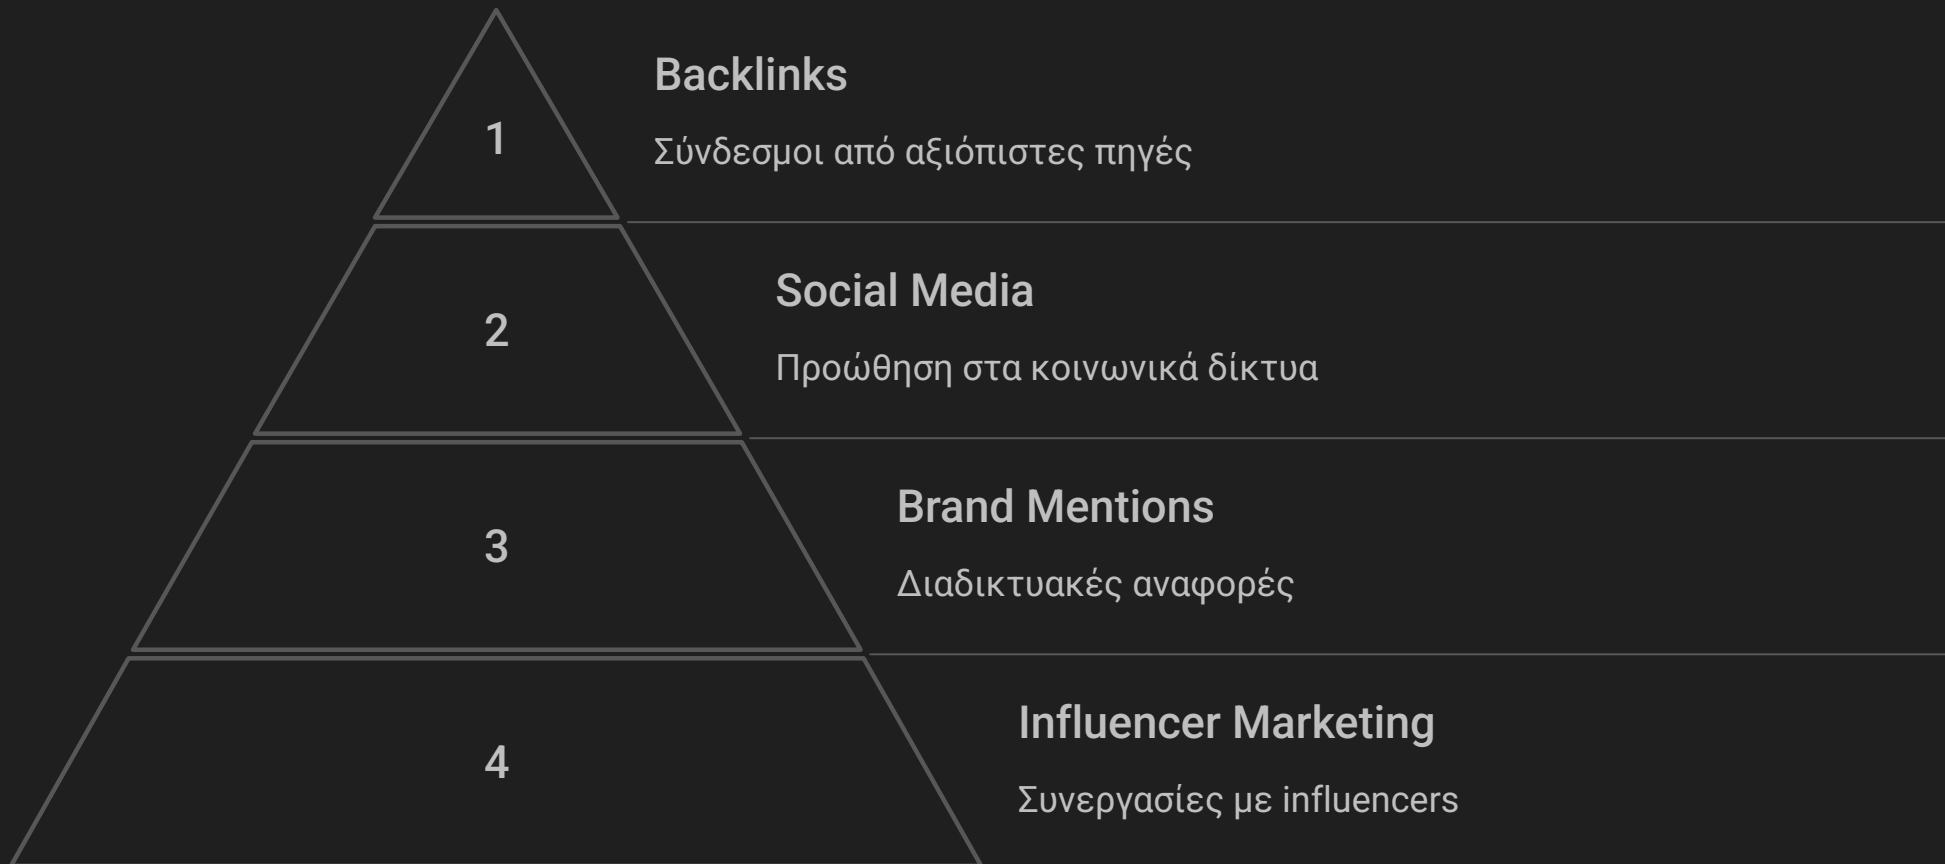 1
Backlinks
Σύνδεσμοι από αξιόπιστες πηγές
2
Social Media
Προώθηση στα κοινωνικά δίκτυα
3
Brand Mentions
Διαδικτυακές αναφορές
4
Influencer Marketing
Συνεργασίες με influencers